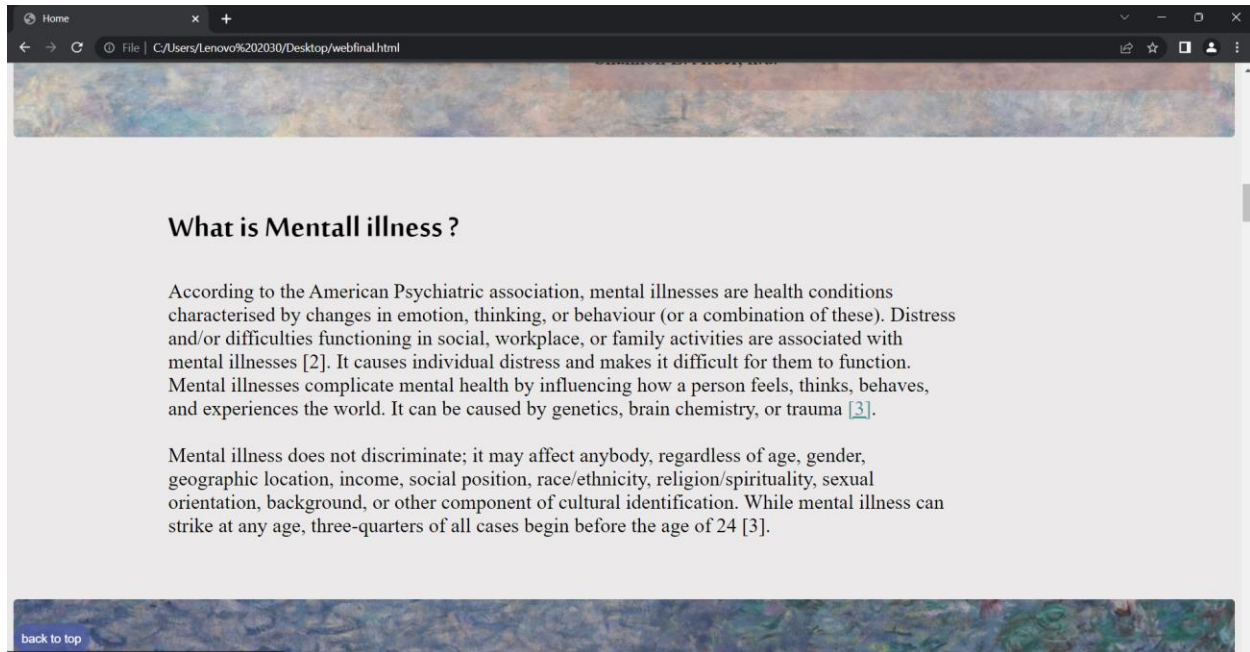 Home
File | C:/Users/Lenovo%202030/Desktop/webfinal.html
What is Mentall illness ?
According to the American Psychiatric association, mental illnesses are health conditions
characterised by changes in emotion, thinking, or behaviour (or a combination of these). Distress
and/or difficulties functioning in social, workplace, or family activities are associated with
mental illnesses [2]. It causes individual distress and makes it difficult for them to function.
Mental illnesses complicate mental health by influencing how a person feels, thinks, behaves,
and experiences the world. It can be caused by genetics, brain chemistry, or trauma [3].
Mental illness does not discriminate; it may affect anybody, regardless of age, gender,
geographic location, income, social position, race/ethnicity, religion/spirituality, sexual
orientation, background, or other component of cultural identification. While mental illness can
strike at any age, three-quarters of all cases begin before the age of 24 [3].
back to top